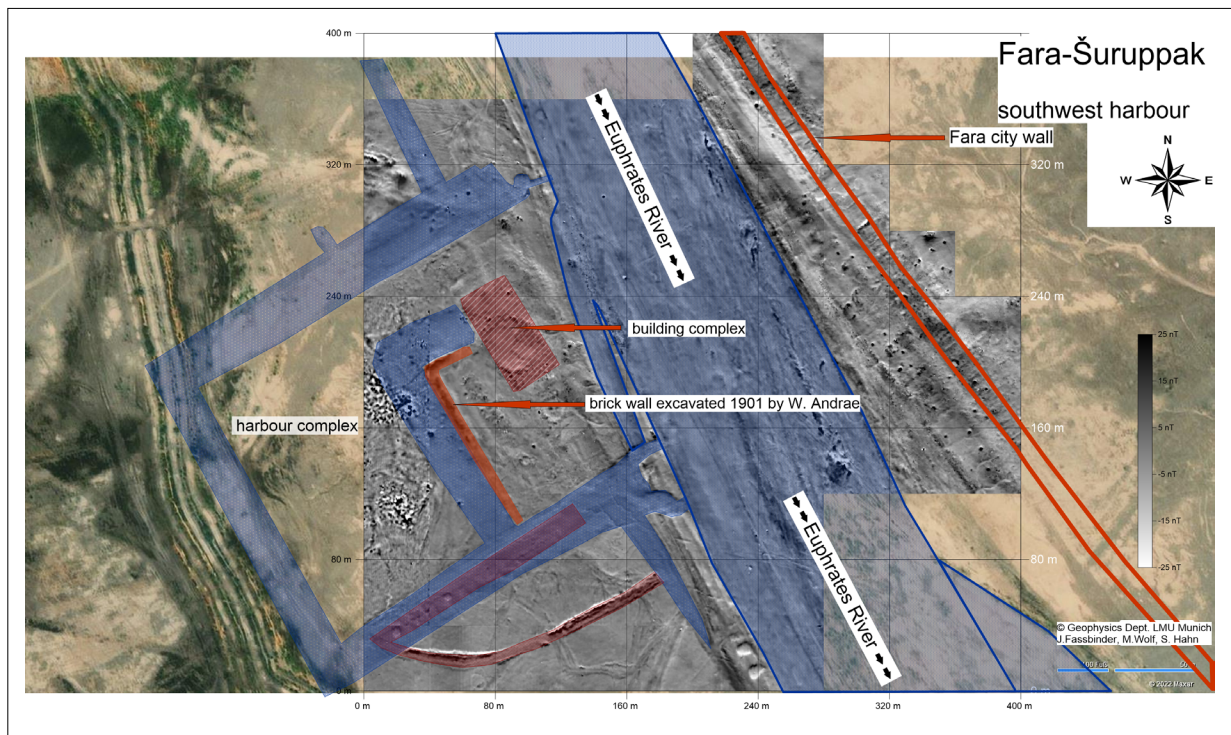 Fara-Šuruppak
southwest harbour
N
W E
S
Fara city wall
Euphrates River
building complex
brick wall excavated 1901 by W. Andrae
harbour complex
Euphrates River
400 m
320 m
240 m
160 m
80 m
0 m
0 m 80 m 160 m 240 m 320 m 400 m
400 m
320 m
240 m
160 m
80 m
0 m
25 nT
15 nT
5 nT
-5 nT
-15 nT
-25 nT
© Geophysics Dept. LMU Munich
J.Fassbinder, M.Wolf, S. Hahn
© 2022 Maxar